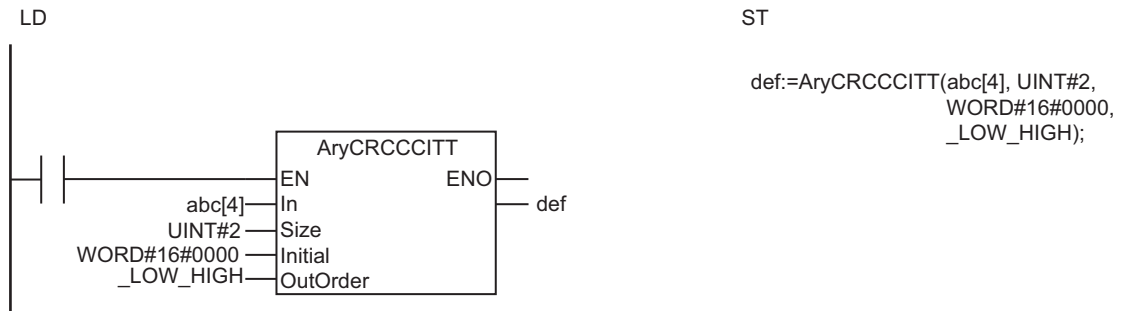 LD
ST
def:=AryCRCCCITT(abc[4], UINT#2,
WORD#16#0000,
_LOW_HIGH);
AryCRCCCITT
EN ENO
abc[4] In def
UINT#2 Size
WORD#16#0000 Initial
_LOW_HIGH OutOrder